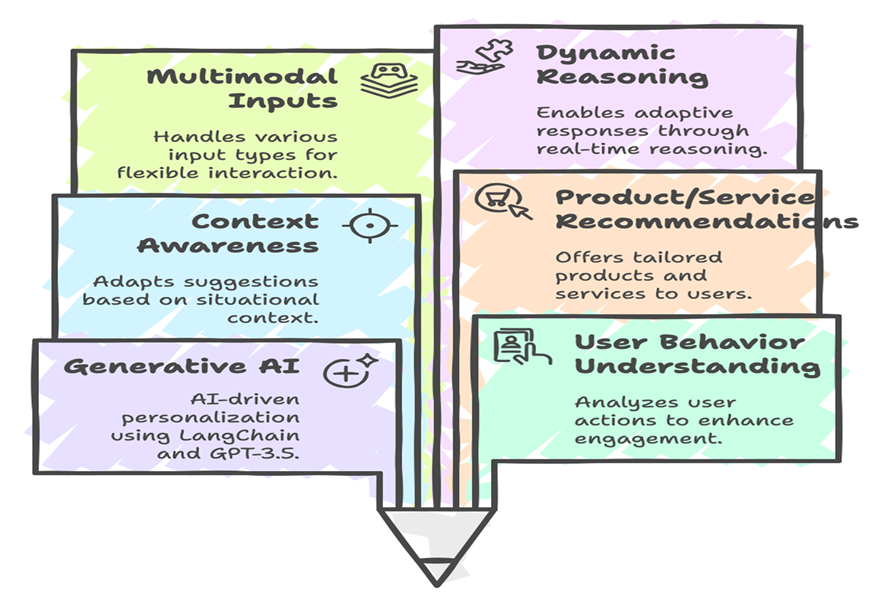 Multimodal
Inputs
Handles various
input types for
flexible interaction.
Context
Awareness
Adapts suggestions
based on situational
context.
Generative AI
AI-driven
personalization
using LangChain
and GPT-3.5.
Dynamic
Reasoning
Enables adaptive
responses through
real-time reasoning.
Product/Service
Recommendations
Offers tailored
products and
services to users.
User Behavior
Understanding
Analyzes user
actions to enhance
engagement.